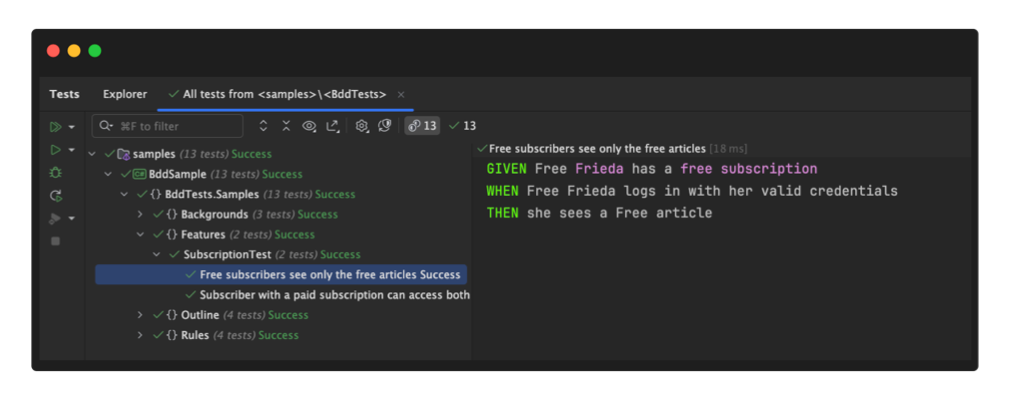 Tests Explorer All tests from <samples>\<BddTests> ×
⌘F to filter 13 13
samples (13 tests) Success
C# BddSample (13 tests) Success
{} BddTests.Samples (13 tests) Success
{} Backgrounds (3 tests) Success
{} Features (2 tests) Success
SubscriptionTest (2 tests) Success
Free subscribers see only the free articles Success
Subscriber with a paid subscription can access both
{} Outline (4 tests) Success
{} Rules (4 tests) Success
Free subscribers see only the free articles [18 ms]
GIVEN Free Frieda has a free subscription
WHEN Free Frieda logs in with her valid credentials
THEN she sees a Free article